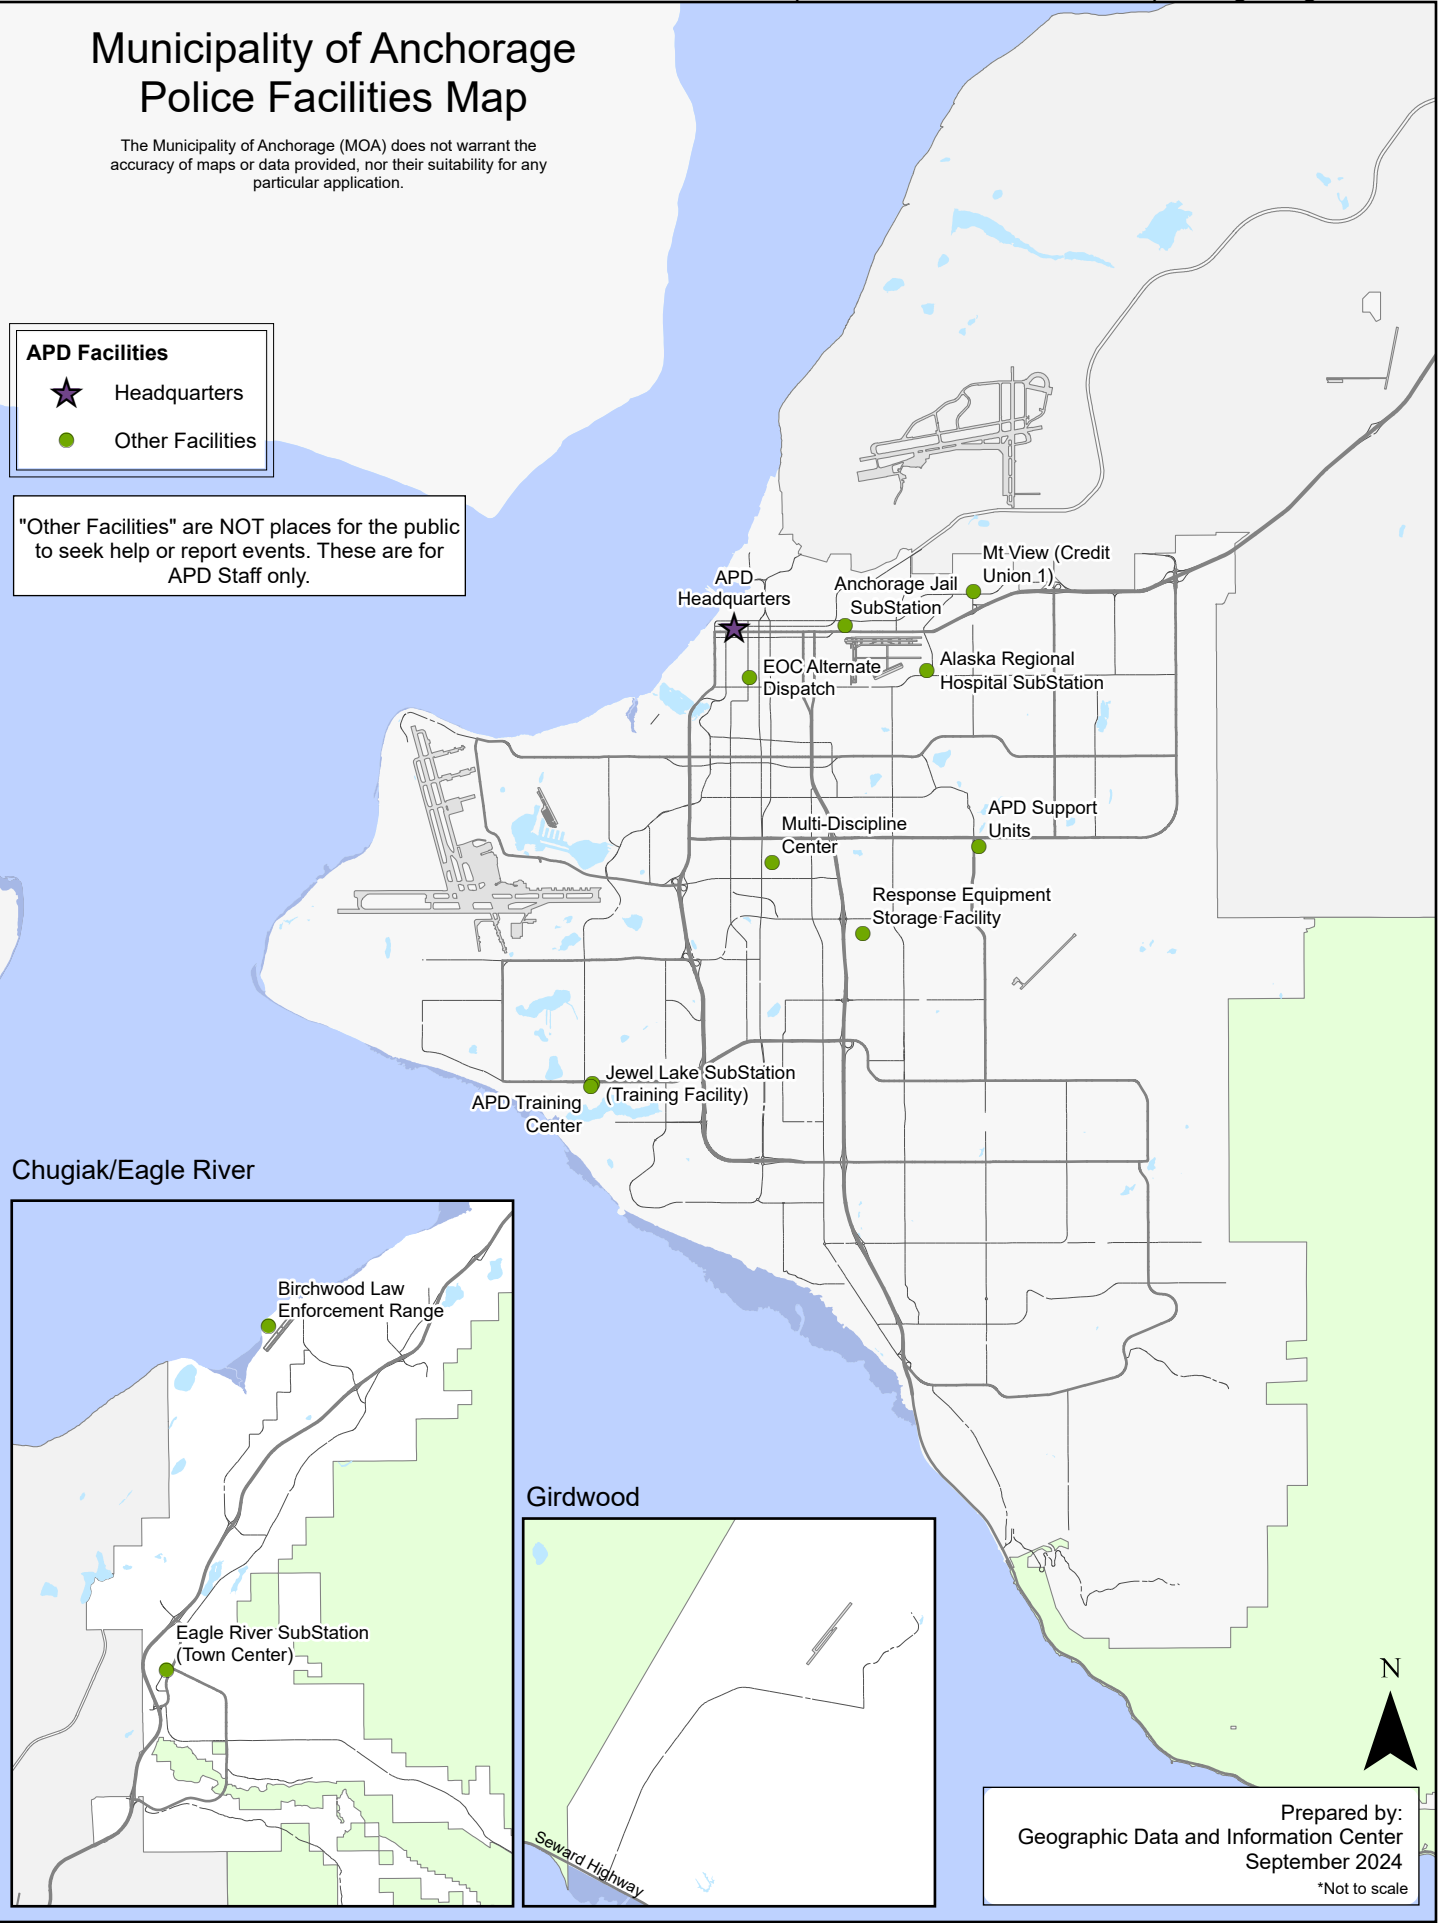 Municipality of Anchorage
Police Facilities Map
The Municipality of Anchorage (MOA) does not warrant the
accuracy of maps or data provided, nor their suitability for any
particular application.
APD Facilities
Headquarters
Other Facilities
"Other Facilities" are NOT places for the public
to seek help or report events. These are for
APD Staff only.
Mt View (Credit
Union 1)
APD
Headquarters
Anchorage Jail
SubStation
EOC Alternate
Dispatch
Alaska Regional
Hospital SubStation
APD Support
Units
Multi-Discipline
Center
Response Equipment
Storage Facility
Jewel Lake SubStation
(Training Facility)
APD Training
Center
Chugiak/Eagle River
Birchwood Law
Enforcement Range
Eagle River SubStation
(Town Center)
Girdwood
Seward Highway
N
Prepared by:
Geographic Data and Information Center
September 2024
*Not to scale